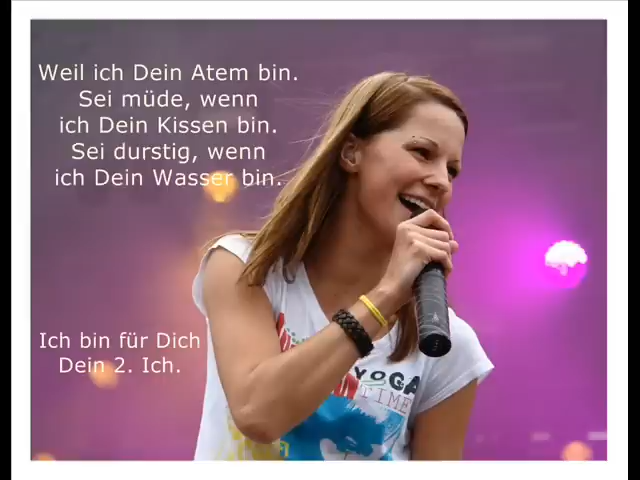 Weil ich Dein Atem bin.
Sei müde, wenn
ich Dein Kissen bin.
Sei durstig, wenn
ich Dein Wasser bin.
Ich bin für Dich
Dein 2. Ich.
YOGA
TIME